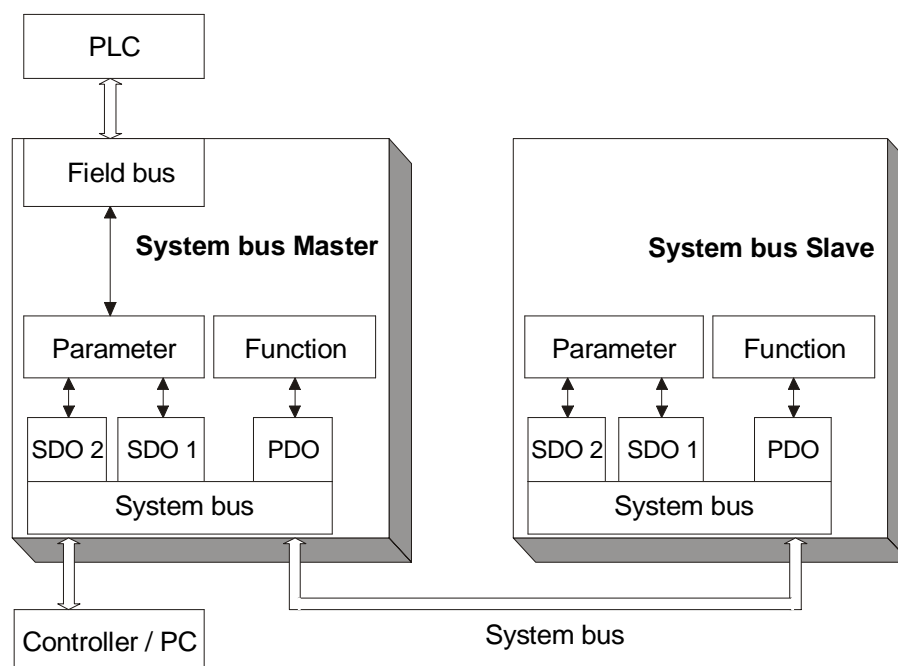 PLC
Field bus
System bus Master
Parameter
Function
SDO 2
SDO 1
PDO
System bus
Controller / PC
System bus Slave
Parameter
Function
SDO 2
SDO 1
PDO
System bus
System bus